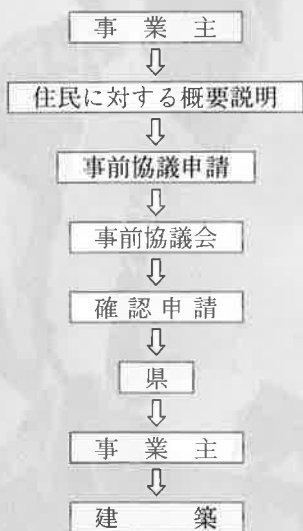 事業主
住民に対する概要説明
事前協議申請
事前協議会
確認申請
県
事業主
建築